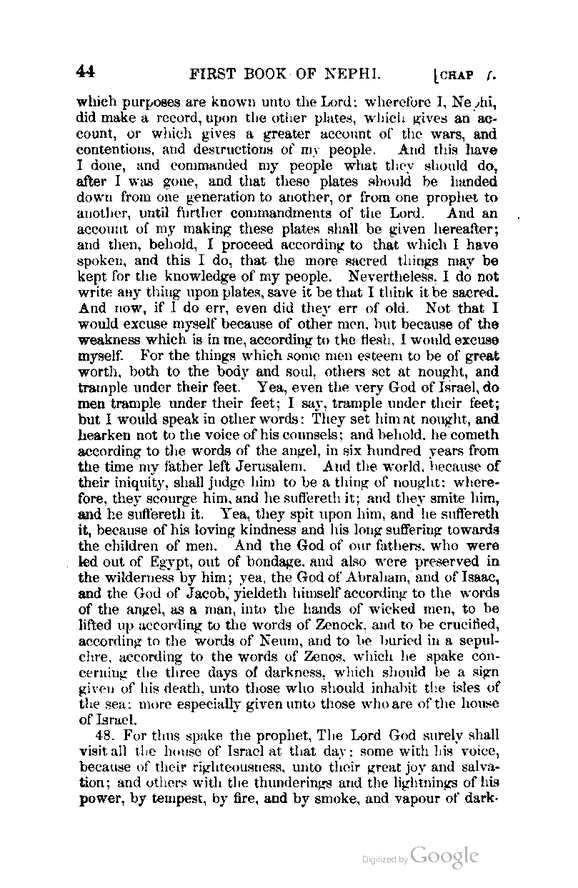 44 FIRST BOOK OF NEPHI. [CHAP
which purposes are known unto the Lord: wherefore I, Nephi,
did make a record, upon the other plates, which gives an ac-
count, or which gives a greater account of the wars, and
contentions, and destructions of my people. And this have
I done, and commanded my people what they should do,
after I was gone, and that these plates should be handed
down from one generation to another, or from one prophet to
another, until further commandments of the Lord. And an
account of my making these plates shall be given hereafter;
and then, behold, I proceed according to that which I have
spoken, and this I do, that the more sacred things may be
kept for the knowledge of my people. Nevertheless, I do not
write any thing upon plates, save it be that I think it be sacred.
And now, if I do err, even did they err of old. Not that I
would excuse myself because of other men, but because of the
weakness which is in me, according to the flesh, I would excuse
myself. For the things which some men esteem to be of great
worth, both to the body and soul, others set at nought, and
trample under their feet. Yea, even the very God of Israel, do
men trample under their feet; I say, trample under their feet;
but I would speak in other words: They set him at nought, and
hearken not to the voice of his counsels; and behold, he cometh
according to the words of the angel, in six hundred years from
the time my father left Jerusalem. And the world, because of
their iniquity, shall judge him to be a thing of nought: where-
fore, they scourge him, and he suffereth it; and they smite him,
and he suffereth it. Yea, they spit upon him, and he suffereth
it, because of his loving kindness and his long suffering towards
the children of men. And the God of our fathers, who were
led out of Egypt, out of bondage, and also were preserved in
the wilderness by him; yea, the God of Abraham, and of Isaac,
and the God of Jacob, yieldeth himself according to the words
of the angel, as a man, into the hands of wicked men, to be
lifted up according to the words of Zenock, and to be crucified,
according to the words of Neum, and to be buried in a sepul-
chre, according to the words of Zenos, which he spake con-
cerning the three days of darkness, which should be a sign
given of his death, unto those who should inhabit the isles of
the sea: more especially given unto those who are of the house
of Israel.
48. For thus spake the prophet, The Lord God surely shall
visit all the house of Israel at that day; some with his voice,
because of their righteousness, unto their great joy and salva-
tion; and others with the thunderings and the lightnings of his
power, by tempest, by fire, and by smoke, and vapour of dark-
Digitized by Google